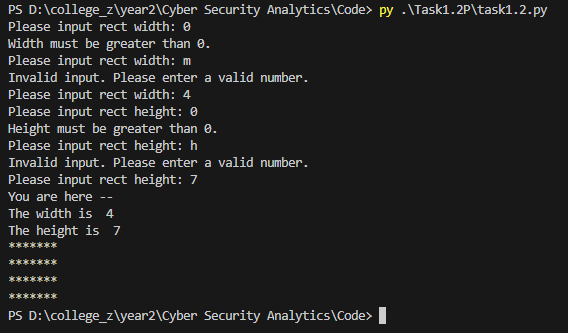 PS D:\college_z\year2\Cyber Security Analytics\Code> py .\Task1.2P\task1.2.py
Please input rect width: 0
Width must be greater than 0.
Please input rect width: m
Invalid input. Please enter a valid number.
Please input rect width: 4
Please input rect height: 0
Height must be greater than 0.
Please input rect height: h
Invalid input. Please enter a valid number.
Please input rect height: 7
You are here --
The width is  4
The height is  7
*******
*******
*******
*******
PS D:\college_z\year2\Cyber Security Analytics\Code>